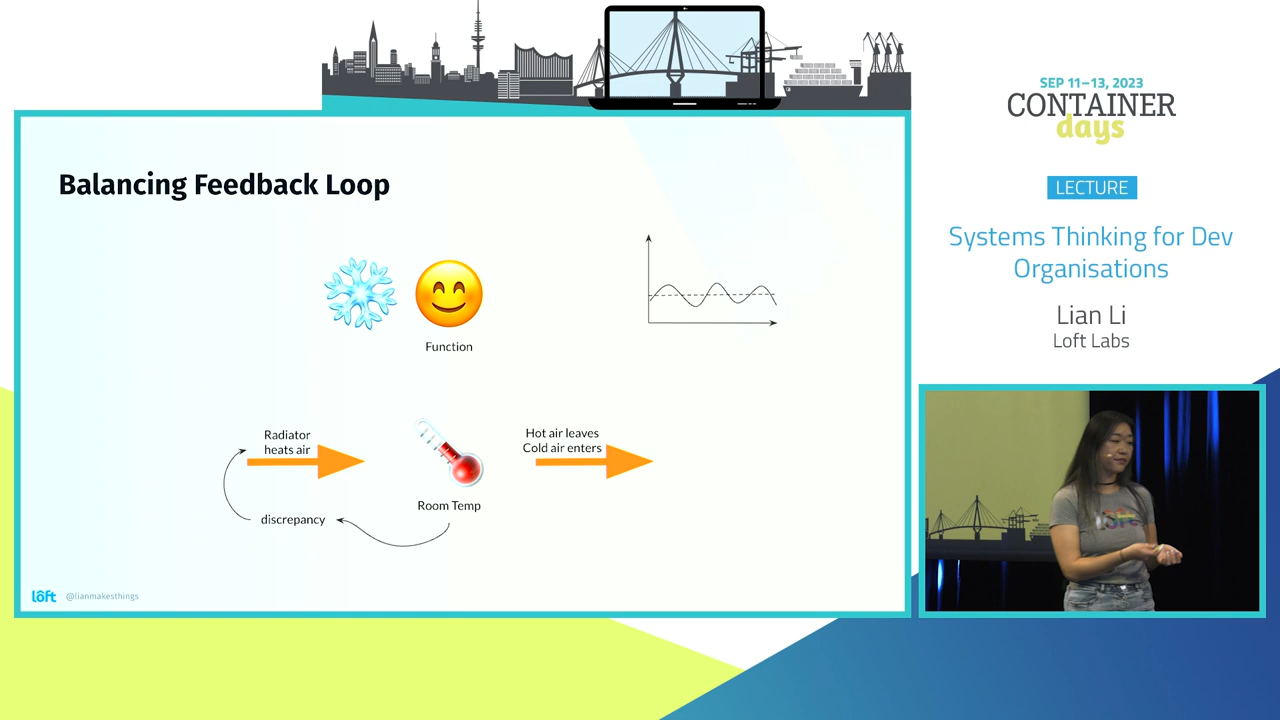 Balancing Feedback Loop
Function
Radiator
heats air
Hot air leaves
Cold air enters
Room Temp
discrepancy
lôft
@lianmakesthings
SEP 11–13, 2023
CONTAINER
days
LECTURE
Systems Thinking for Dev
Organisations
Lian Li
Loft Labs